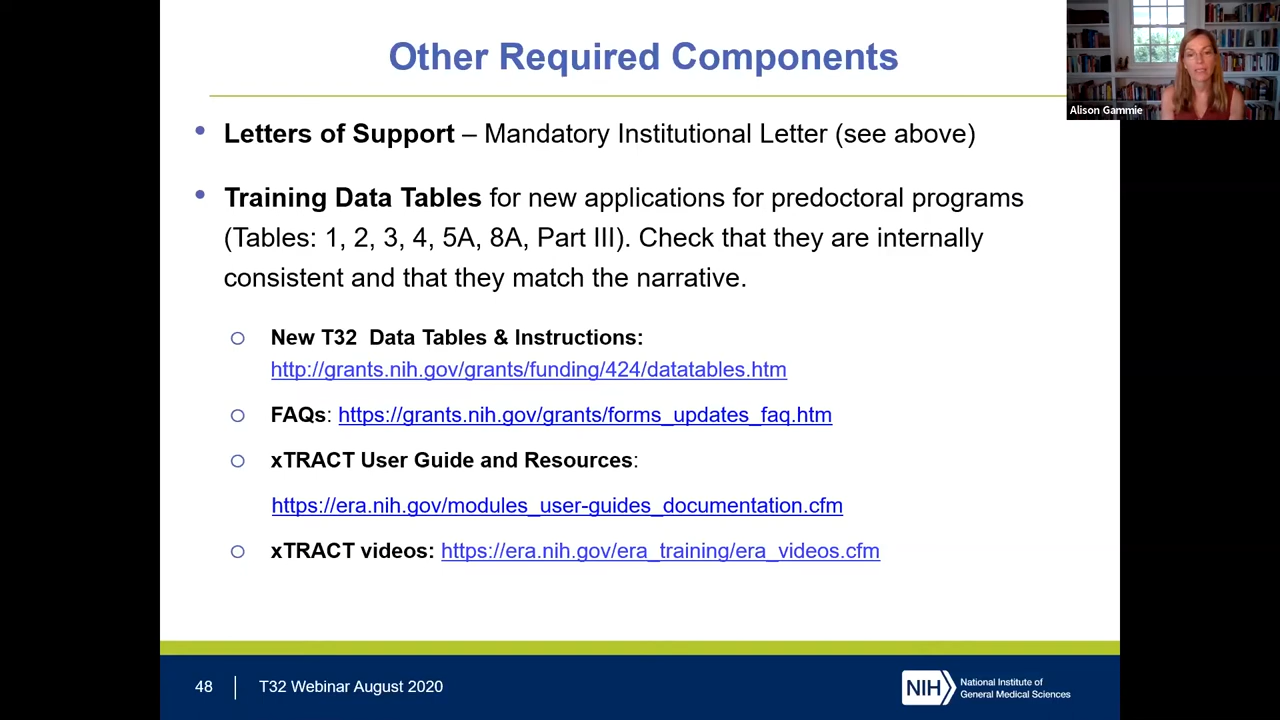 Other Required Components
Alison Gammie
• Letters of Support – Mandatory Institutional Letter (see above)
• Training Data Tables for new applications for predoctoral programs
(Tables: 1, 2, 3, 4, 5A, 8A, Part III). Check that they are internally
consistent and that they match the narrative.
o New T32  Data Tables & Instructions:
http://grants.nih.gov/grants/funding/424/datatables.htm
o FAQs: https://grants.nih.gov/grants/forms_updates_faq.htm
o xTRACT User Guide and Resources:
https://era.nih.gov/modules_user-guides_documentation.cfm
o xTRACT videos: https://era.nih.gov/era_training/era_videos.cfm
48 | T32 Webinar August 2020
NIH National Institute of
General Medical Sciences